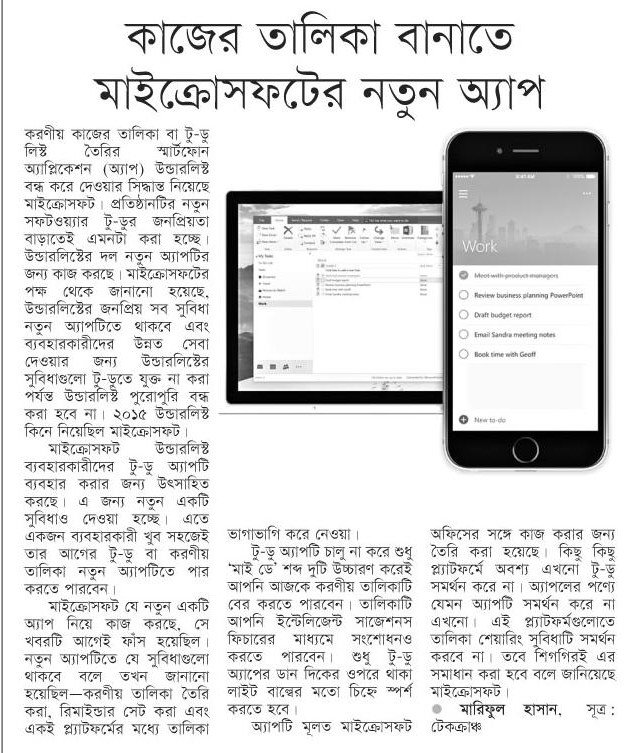 কাজের তালিকা বানাতে
মাইক্রোসফটের নতুন অ্যাপ
করণীয় কাজের তালিকা বা টু-ডু
লিস্ট তৈরির স্মার্টফোন
অ্যাপ্লিকেশন (অ্যাপ) উন্ডারলিস্ট
বন্ধ করে দেওয়ার সিদ্ধান্ত নিয়েছে
মাইক্রোসফট। প্রতিষ্ঠানটির নতুন
সফটওয়্যার টু-ডুর জনপ্রিয়তা
বাড়াতেই এমনটা করা হচ্ছে।
উন্ডারলিস্টের দল নতুন অ্যাপটির
জন্য কাজ করছে। মাইক্রোসফটের
পক্ষ থেকে জানানো হয়েছে,
উন্ডারলিস্টের জনপ্রিয় সব সুবিধা
নতুন অ্যাপটিতে থাকবে এবং
ব্যবহারকারীদের উন্নত সেবা
দেওয়ার জন্য উন্ডারলিস্টের
সুবিধাগুলো টু-ডুতে যুক্ত না করা
পর্যন্ত উন্ডারলিস্ট পুরোপুরি বন্ধ
করা হবে না। ২০১৫ উন্ডারলিস্ট
কিনে নিয়েছিল মাইক্রোসফট।
মাইক্রোসফট উন্ডারলিস্ট
ব্যবহারকারীদের টু-ডু অ্যাপটি
ব্যবহার করার জন্য উৎসাহিত
করছে। এ জন্য নতুন একটি
সুবিধাও দেওয়া হচ্ছে। এতে
একজন ব্যবহারকারী খুব সহজেই
তার আগের টু-ডু বা করণীয়
তালিকা নতুন অ্যাপটিতে পার
করতে পারবেন।
মাইক্রোসফট যে নতুন একটি
অ্যাপ নিয়ে কাজ করছে, সে
খবরটি আগেই ফাঁস হয়েছিল।
নতুন অ্যাপটিতে যে সুবিধাগুলো
থাকবে বলে তখন জানানো
হয়েছিল—করণীয় তালিকা তৈরি
করা, রিমাইন্ডার সেট করা এবং
একই প্ল্যাটফর্মের মধ্যে তালিকা
ভাগাভাগি করে নেওয়া।
টু-ডু অ্যাপটি চালু না করে শুধু
'মাই ডে' শব্দ দুটি উচ্চারণ করেই
আপনি আজকে করণীয় তালিকাটি
বের করতে পারবেন। তালিকাটি
আপনি ইন্টেলিজেন্ট সাজেশনস
ফিচারের মাধ্যমে সংশোধনও
করতে পারবেন। শুধু টু-ডু
অ্যাপের ডান দিকের ওপরে থাকা
লাইট বাল্বের মতো চিহ্নে স্পর্শ
করতে হবে।
অ্যাপটি মূলত মাইক্রোসফট
অফিসের সঙ্গে কাজ করার জন্য
তৈরি করা হয়েছে। কিছু কিছু
প্ল্যাটফর্মে অবশ্য এখনো টু-ডু
সমর্থন করে না। অ্যাপলের পণ্যে
যেমন অ্যাপটি সমর্থন করে না
এখনো। এই প্ল্যাটফর্মগুলোতে
তালিকা শেয়ারিং সুবিধাটি সমর্থন
করবে না। তবে শিগগিরই এর
সমাধান করা হবে বলে জানিয়েছে
মাইক্রোসফট।
মারিফুল হাসান, সূত্র :
টেকক্রাঞ্চ
My Tasks
Work
9:41 AM
100%
Work
Meet with product managers
Review business planning PowerPoint
Draft budget report
Email Sandra meeting notes
Book time with Geoff
New to-do